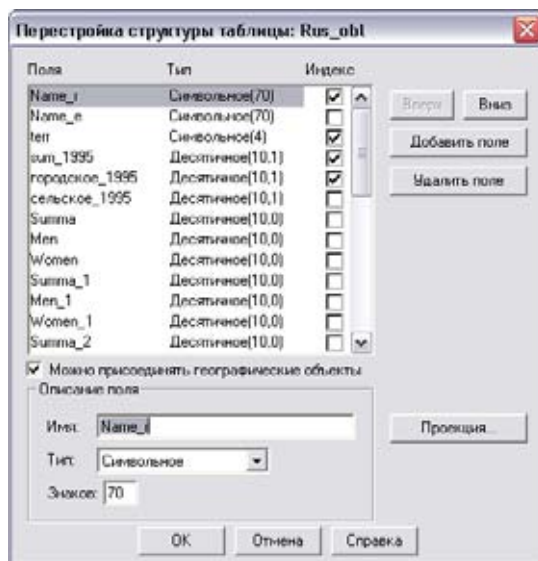 Перестройка структуры таблицы: Rus_obl
Поля Тип Индекс
Name_r Символьное(70)
Name_e Символьное(70)
terr Символьное(4)
sum_1995 Десятичное(10,1)
городское_1995 Десятичное(10,1)
сельское_1995 Десятичное(10,1)
Summa Десятичное(10,0)
Men Десятичное(10,0)
Women Десятичное(10,0)
Summa_1 Десятичное(10,0)
Men_1 Десятичное(10,0)
Women_1 Десятичное(10,0)
Summa_2 Десятичное(10,0)
Вверх Вниз
Добавить поле
Удалить поле
Можно присоединять географические объекты
Описание поля
Имя: Name_r
Тип: Символьное
Знаков: 70
Проекция...
OK Отмена Справка